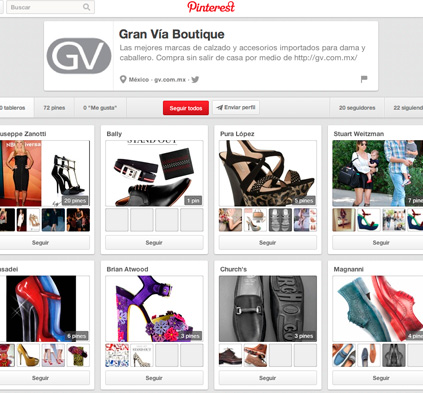 Buscar
Pinterest
GV
Gran Vía Boutique
Las mejores marcas de calzado y accesorios importados para dama y
caballero. Compra sin salir de casa por medio de http://gv.com.mx/
México · gv.com.mx ·
0 tableros
72 pines
0 "Me gusta"
Seguir todos
Enviar perfil
20 seguidores
22 siguiend
iuseppe Zanotti
Bally
Pura López
Stuart Weitzman
STAND OUT
20 pines
1 pin
5 pines
7 pine
Seguir
Seguir
Seguir
Seguir
sadei
Brian Atwood
Church's
Magnanni
6 pines
3 pines
3 pines
4 pine
Seguir
Seguir
Seguir
Seguir